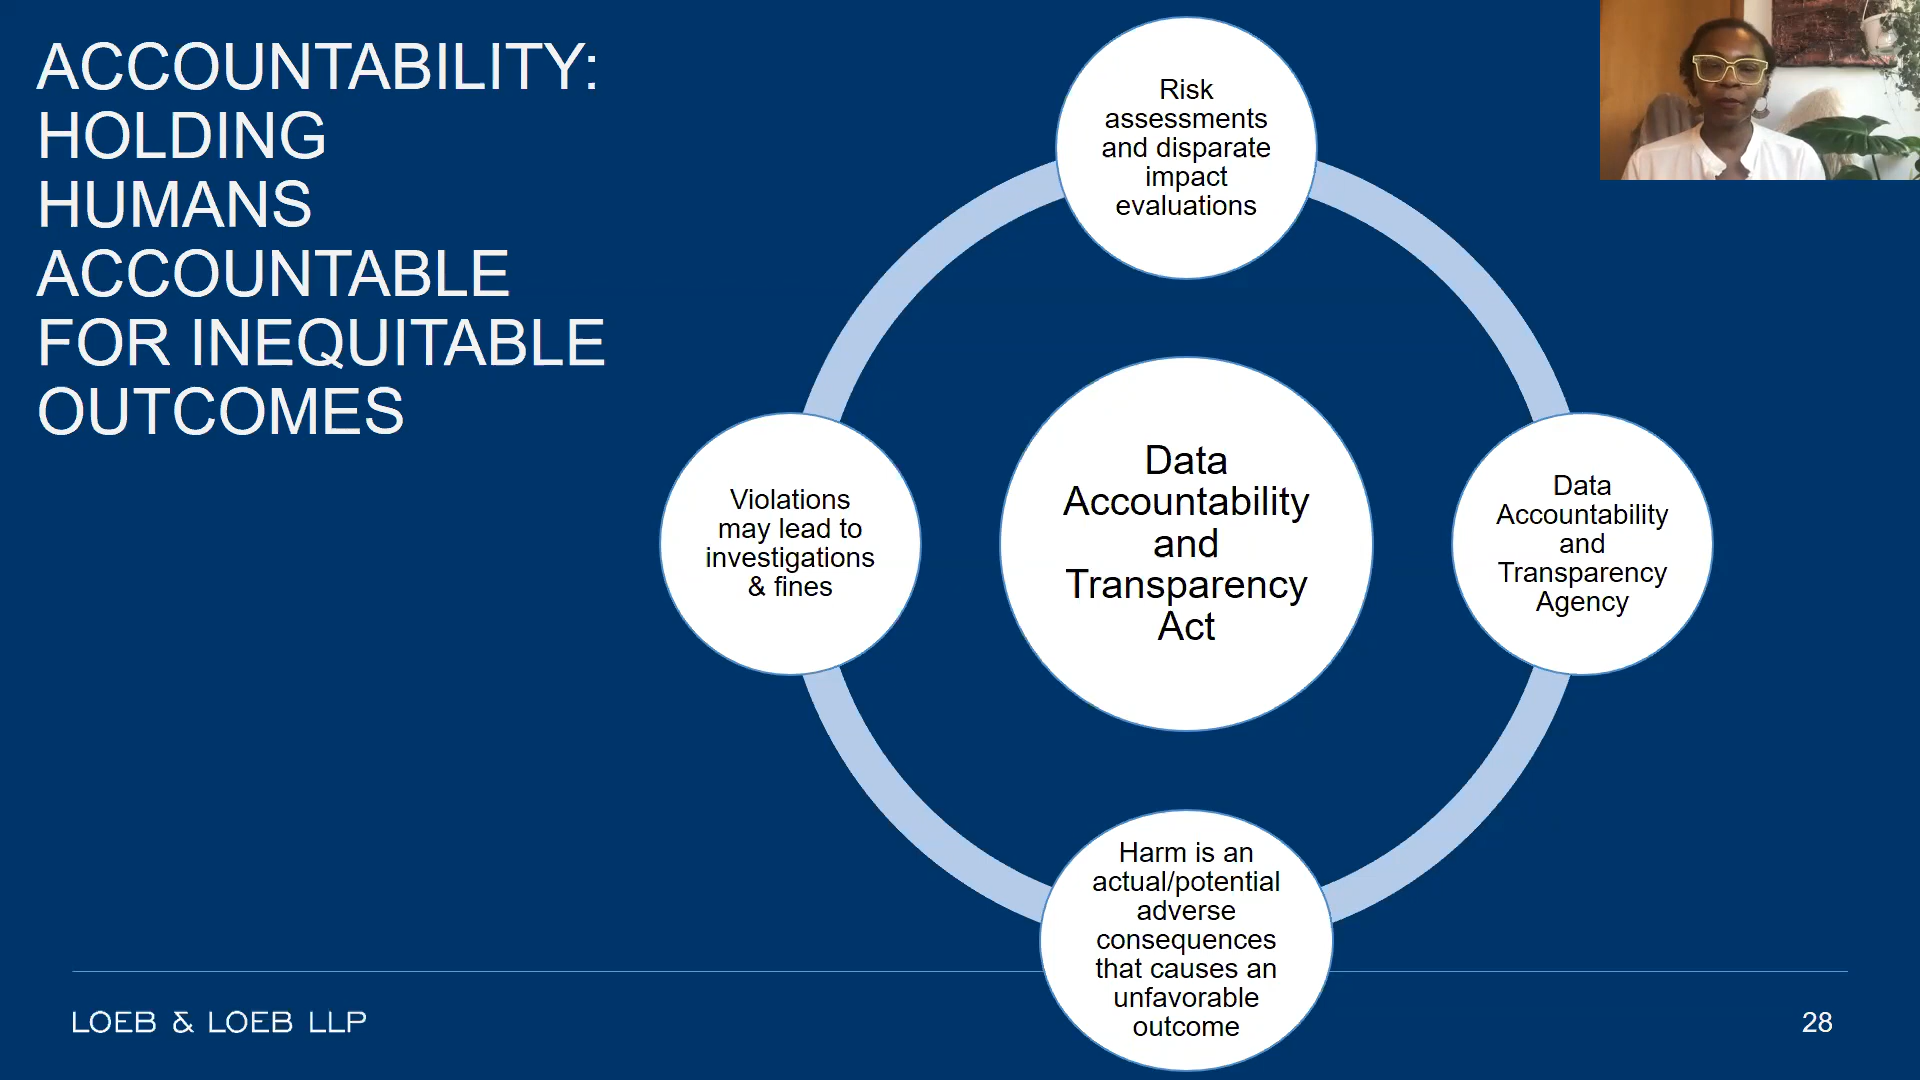 ACCOUNTABILITY:
HOLDING
HUMANS
ACCOUNTABLE
FOR INEQUITABLE
OUTCOMES
Risk
assessments
and disparate
impact
evaluations
Violations
may lead to
investigations
& fines
Data
Accountability
and
Transparency
Act
Data
Accountability
and
Transparency
Agency
Harm is an
actual/potential
adverse
consequences
that causes an
unfavorable
outcome
LOEB & LOEB LLP
28